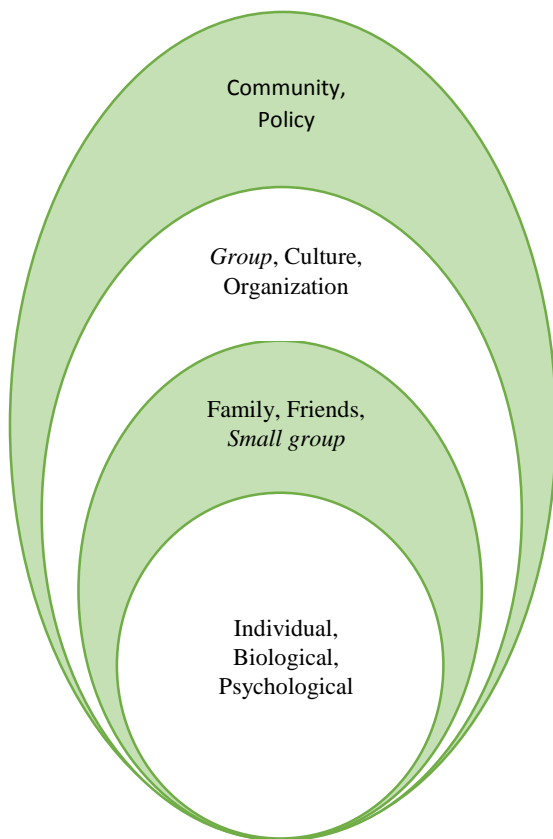 Community,
Policy
Group, Culture,
Organization
Family, Friends,
Small group
Individual,
Biological,
Psychological